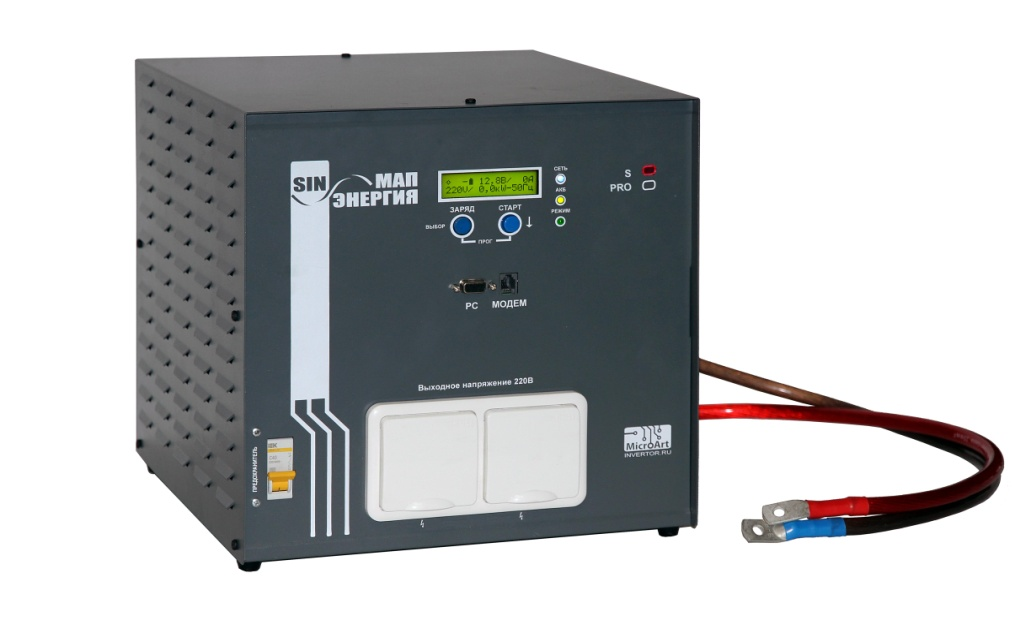 SIN
МАП
ЭНЕРГИЯ
12,8В/ 0А
220V/ 0,0кW-50Гц
ЗАРЯД
СТАРТ
ВЫБОР
ПРОГ
СЕТЬ
АКБ
РЕЖИМ
S
PRO
PC
МОДЕМ
Выходное напряжение 220В
ПРЕДОХРАНИТЕЛЬ
MicroArt
INVERTOR.RU